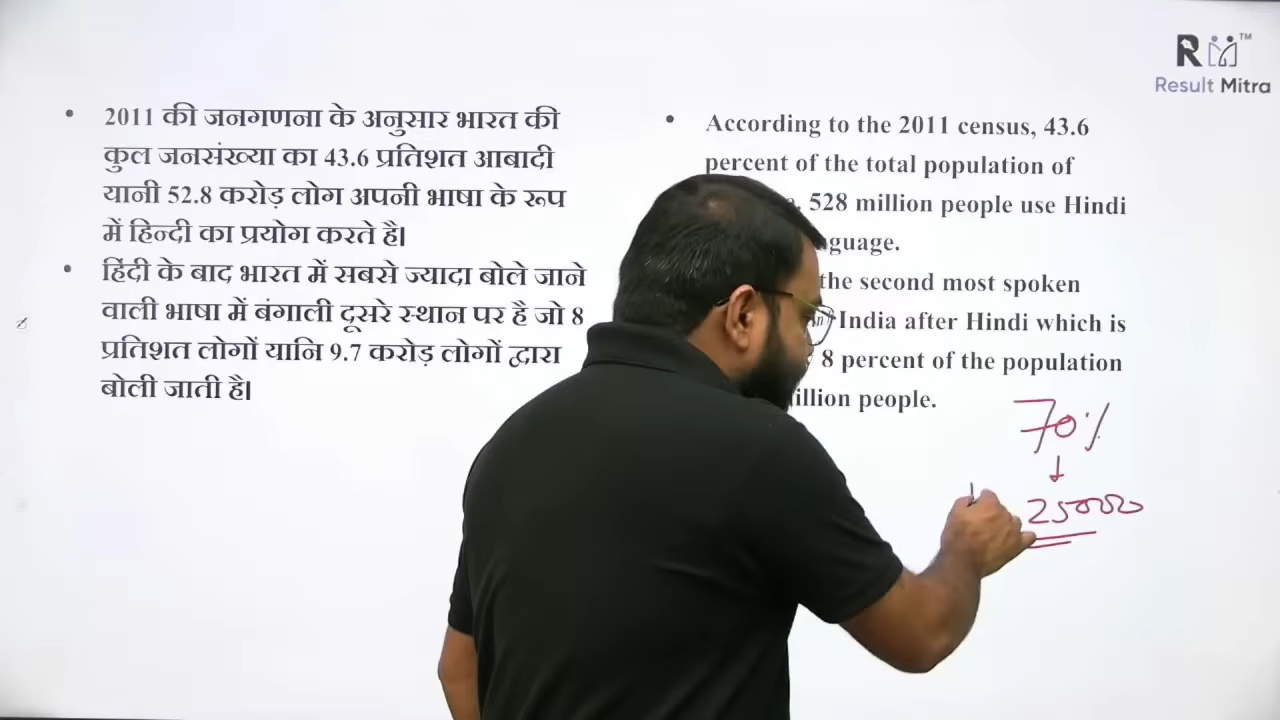 R TM
Result Mitra
• 2011 की जनगणना के अनुसार भारत की
कुल जनसंख्या का 43.6 प्रतिशत आबादी
यानी 52.8 करोड़ लोग अपनी भाषा के रूप
में हिन्दी का प्रयोग करते है।
• हिंदी के बाद भारत में सबसे ज्यादा बोले जाने
वाली भाषा में बंगाली दूसरे स्थान पर है जो 8
प्रतिशत लोगों यानि 9.7 करोड़ लोगों द्वारा
बोली जाती है।
• According to the 2011 census, 43.6
percent of the total population of
528 million people use Hindi
guage.
the second most spoken
India after Hindi which is
8 percent of the population
illion people.
70%
↓
25000